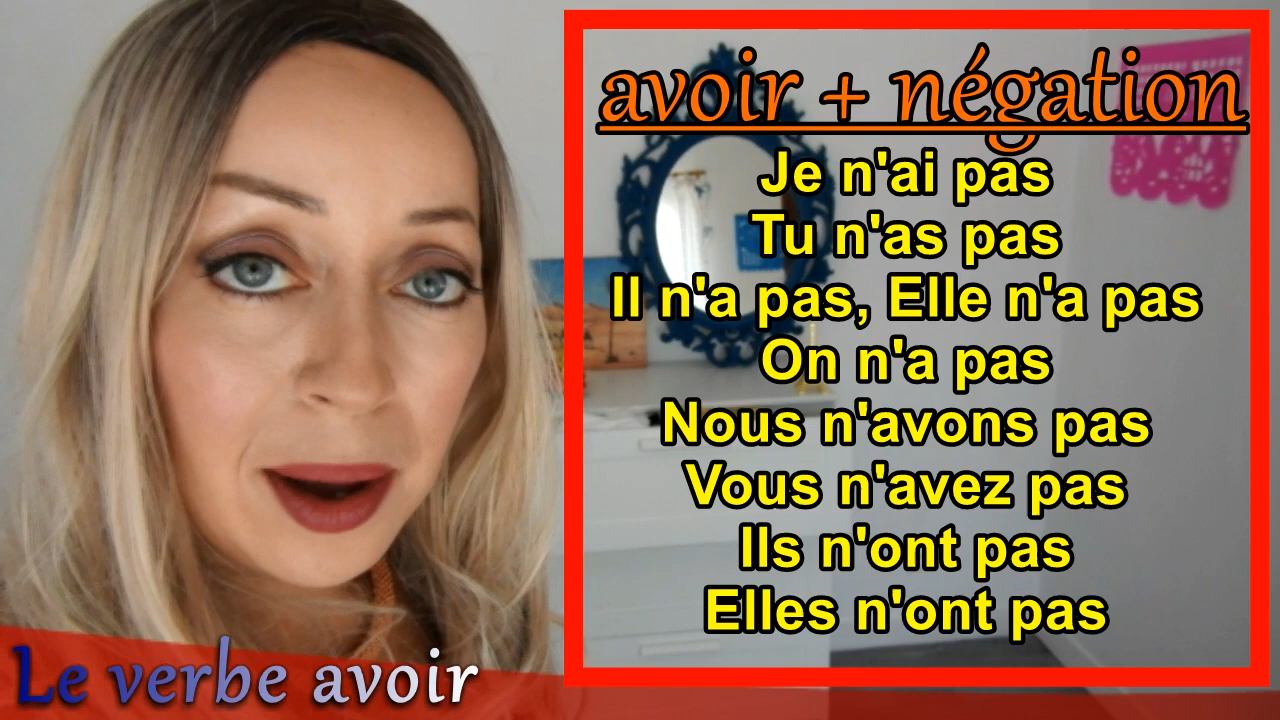 avoir + négation
Je n'ai pas
Tu n'as pas
Il n'a pas, Elle n'a pas
On n'a pas
Nous n'avons pas
Vous n'avez pas
Ils n'ont pas
Elles n'ont pas
Le verbe avoir